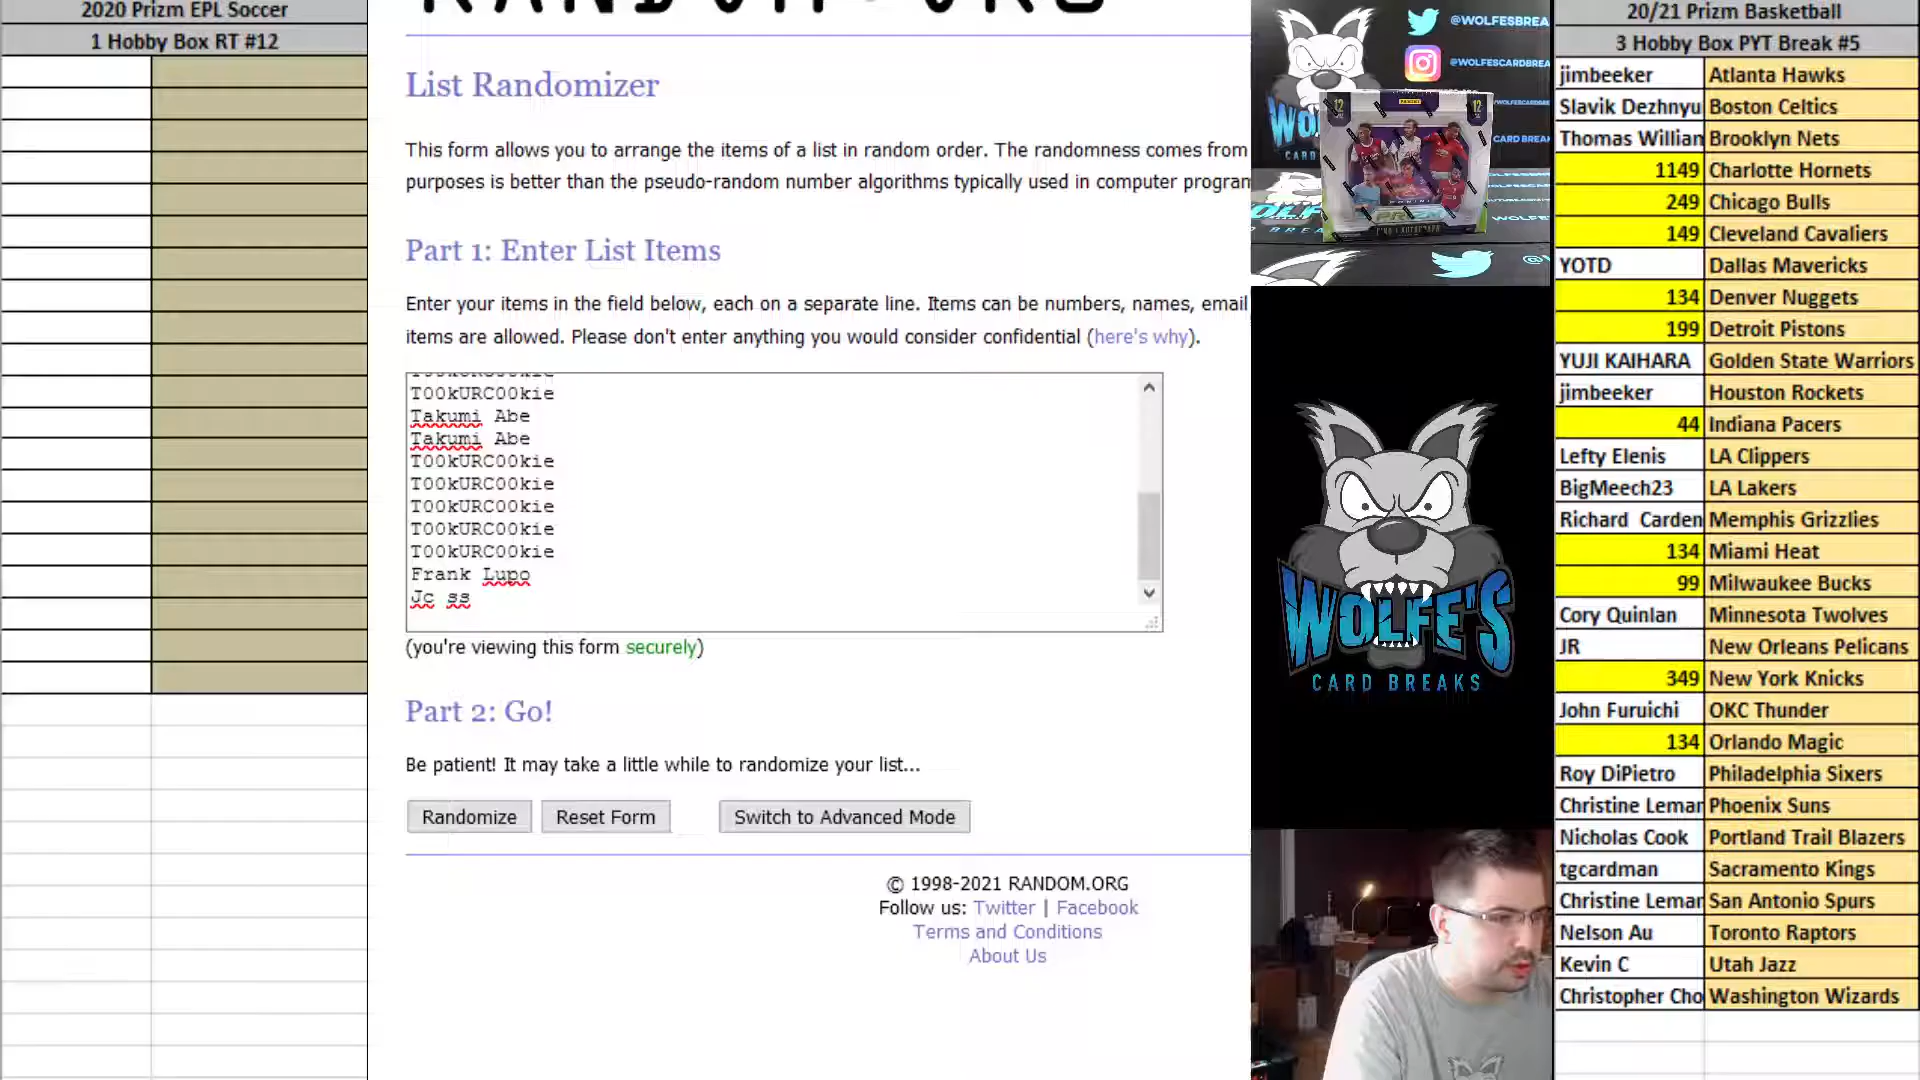 2020 Prizm EPL Soccer
1 Hobby Box RT #12
RANDOM.ORG
List Randomizer
This form allows you to arrange the items of a list in random order. The randomness comes from
purposes is better than the pseudo-random number algorithms typically used in computer program
Part 1: Enter List Items
Enter your items in the field below, each on a separate line. Items can be numbers, names, email
items are allowed. Please don't enter anything you would consider confidential (here's why).
T00kURC00kie
T00kURC00kie
Takumi Abe
Takumi Abe
T00kURC00kie
T00kURC00kie
T00kURC00kie
T00kURC00kie
T00kURC00kie
Frank Lupo
Jc ss
(you're viewing this form securely)
Part 2: Go!
Be patient! It may take a little while to randomize your list...
Randomize
Reset Form
Switch to Advanced Mode
© 1998-2021 RANDOM.ORG
Follow us: Twitter | Facebook
Terms and Conditions
About Us
@WOLFESBREA
@WOLFESCARDBREA
CARD BREAK
12
12
PANINI
PRIZM
WOLFE'S
CARD BREAKS
20/21 Prizm Basketball
3 Hobby Box PYT Break #5
jimbeeker Atlanta Hawks
Slavik Dezhnyu Boston Celtics
Thomas Willian Brooklyn Nets
1149 Charlotte Hornets
249 Chicago Bulls
149 Cleveland Cavaliers
YOTD Dallas Mavericks
134 Denver Nuggets
199 Detroit Pistons
YUJI KAIHARA Golden State Warriors
jimbeeker Houston Rockets
44 Indiana Pacers
Lefty Elenis LA Clippers
BigMeech23 LA Lakers
Richard Carden Memphis Grizzlies
134 Miami Heat
99 Milwaukee Bucks
Cory Quinlan Minnesota Twolves
JR New Orleans Pelicans
349 New York Knicks
John Furuichi OKC Thunder
134 Orlando Magic
Roy DiPietro Philadelphia Sixers
Christine Lemar Phoenix Suns
Nicholas Cook Portland Trail Blazers
tgcardman Sacramento Kings
Christine Lemar San Antonio Spurs
Nelson Au Toronto Raptors
Kevin C Utah Jazz
Christopher Cho Washington Wizards